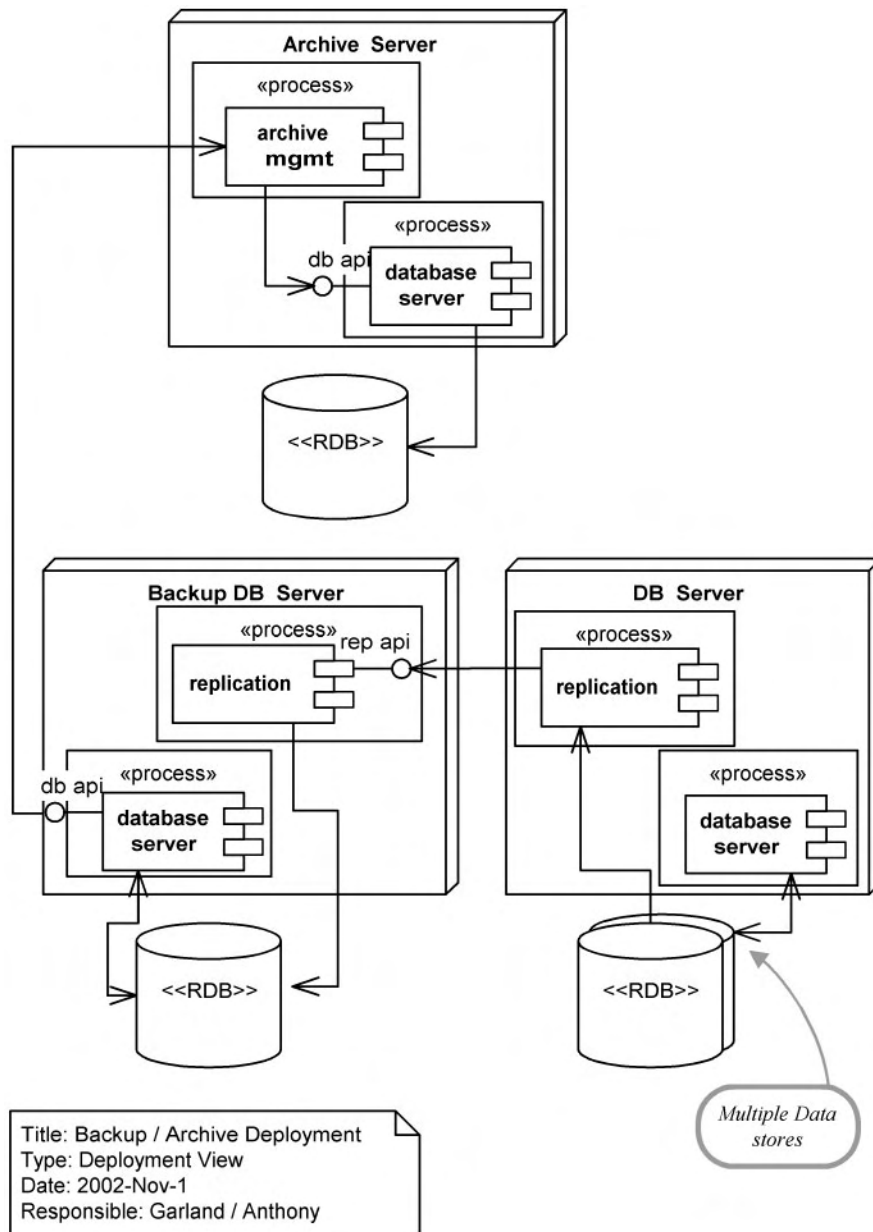 Archive Server
«process»
archive
mgmt
«process»
db api
database
server
<<RDB>>
Backup DB Server
«process»
rep api
replication
«process»
db api
database
server
<<RDB>>
DB Server
«process»
replication
«process»
database
server
<<RDB>>
Multiple Data
stores
Title: Backup / Archive Deployment
Type: Deployment View
Date: 2002-Nov-1
Responsible: Garland / Anthony